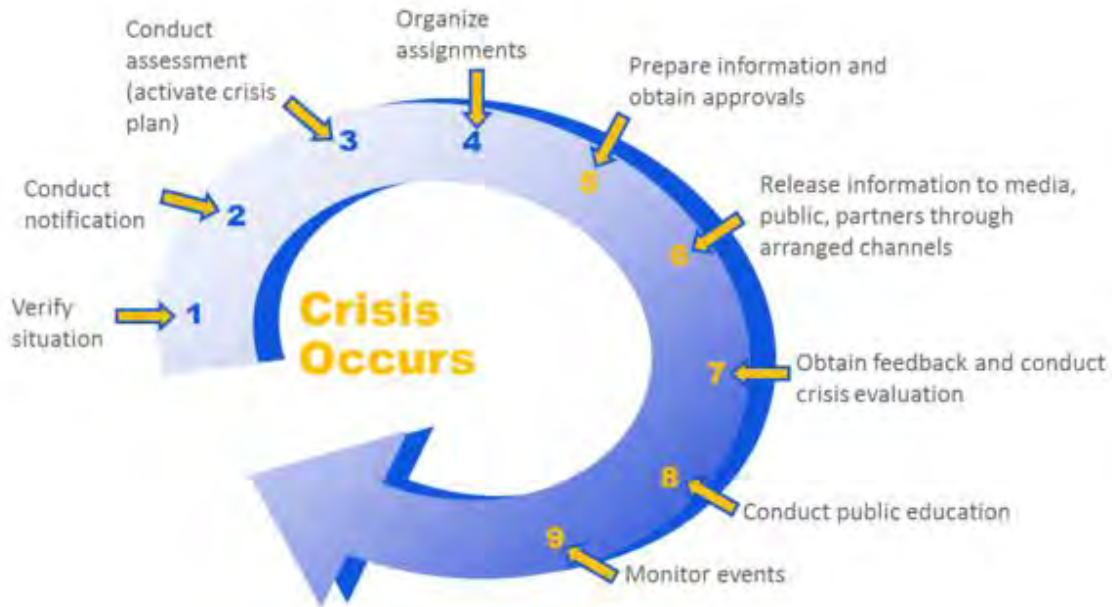 Crisis
Occurs
1
Verify
situation
2
Conduct
notification
3
Conduct
assessment
(activate crisis
plan)
4
Organize
assignments
5
Prepare information and
obtain approvals
6
Release information to media,
public, partners through
arranged channels
7
Obtain feedback and conduct
crisis evaluation
8
Conduct public education
9
Monitor events